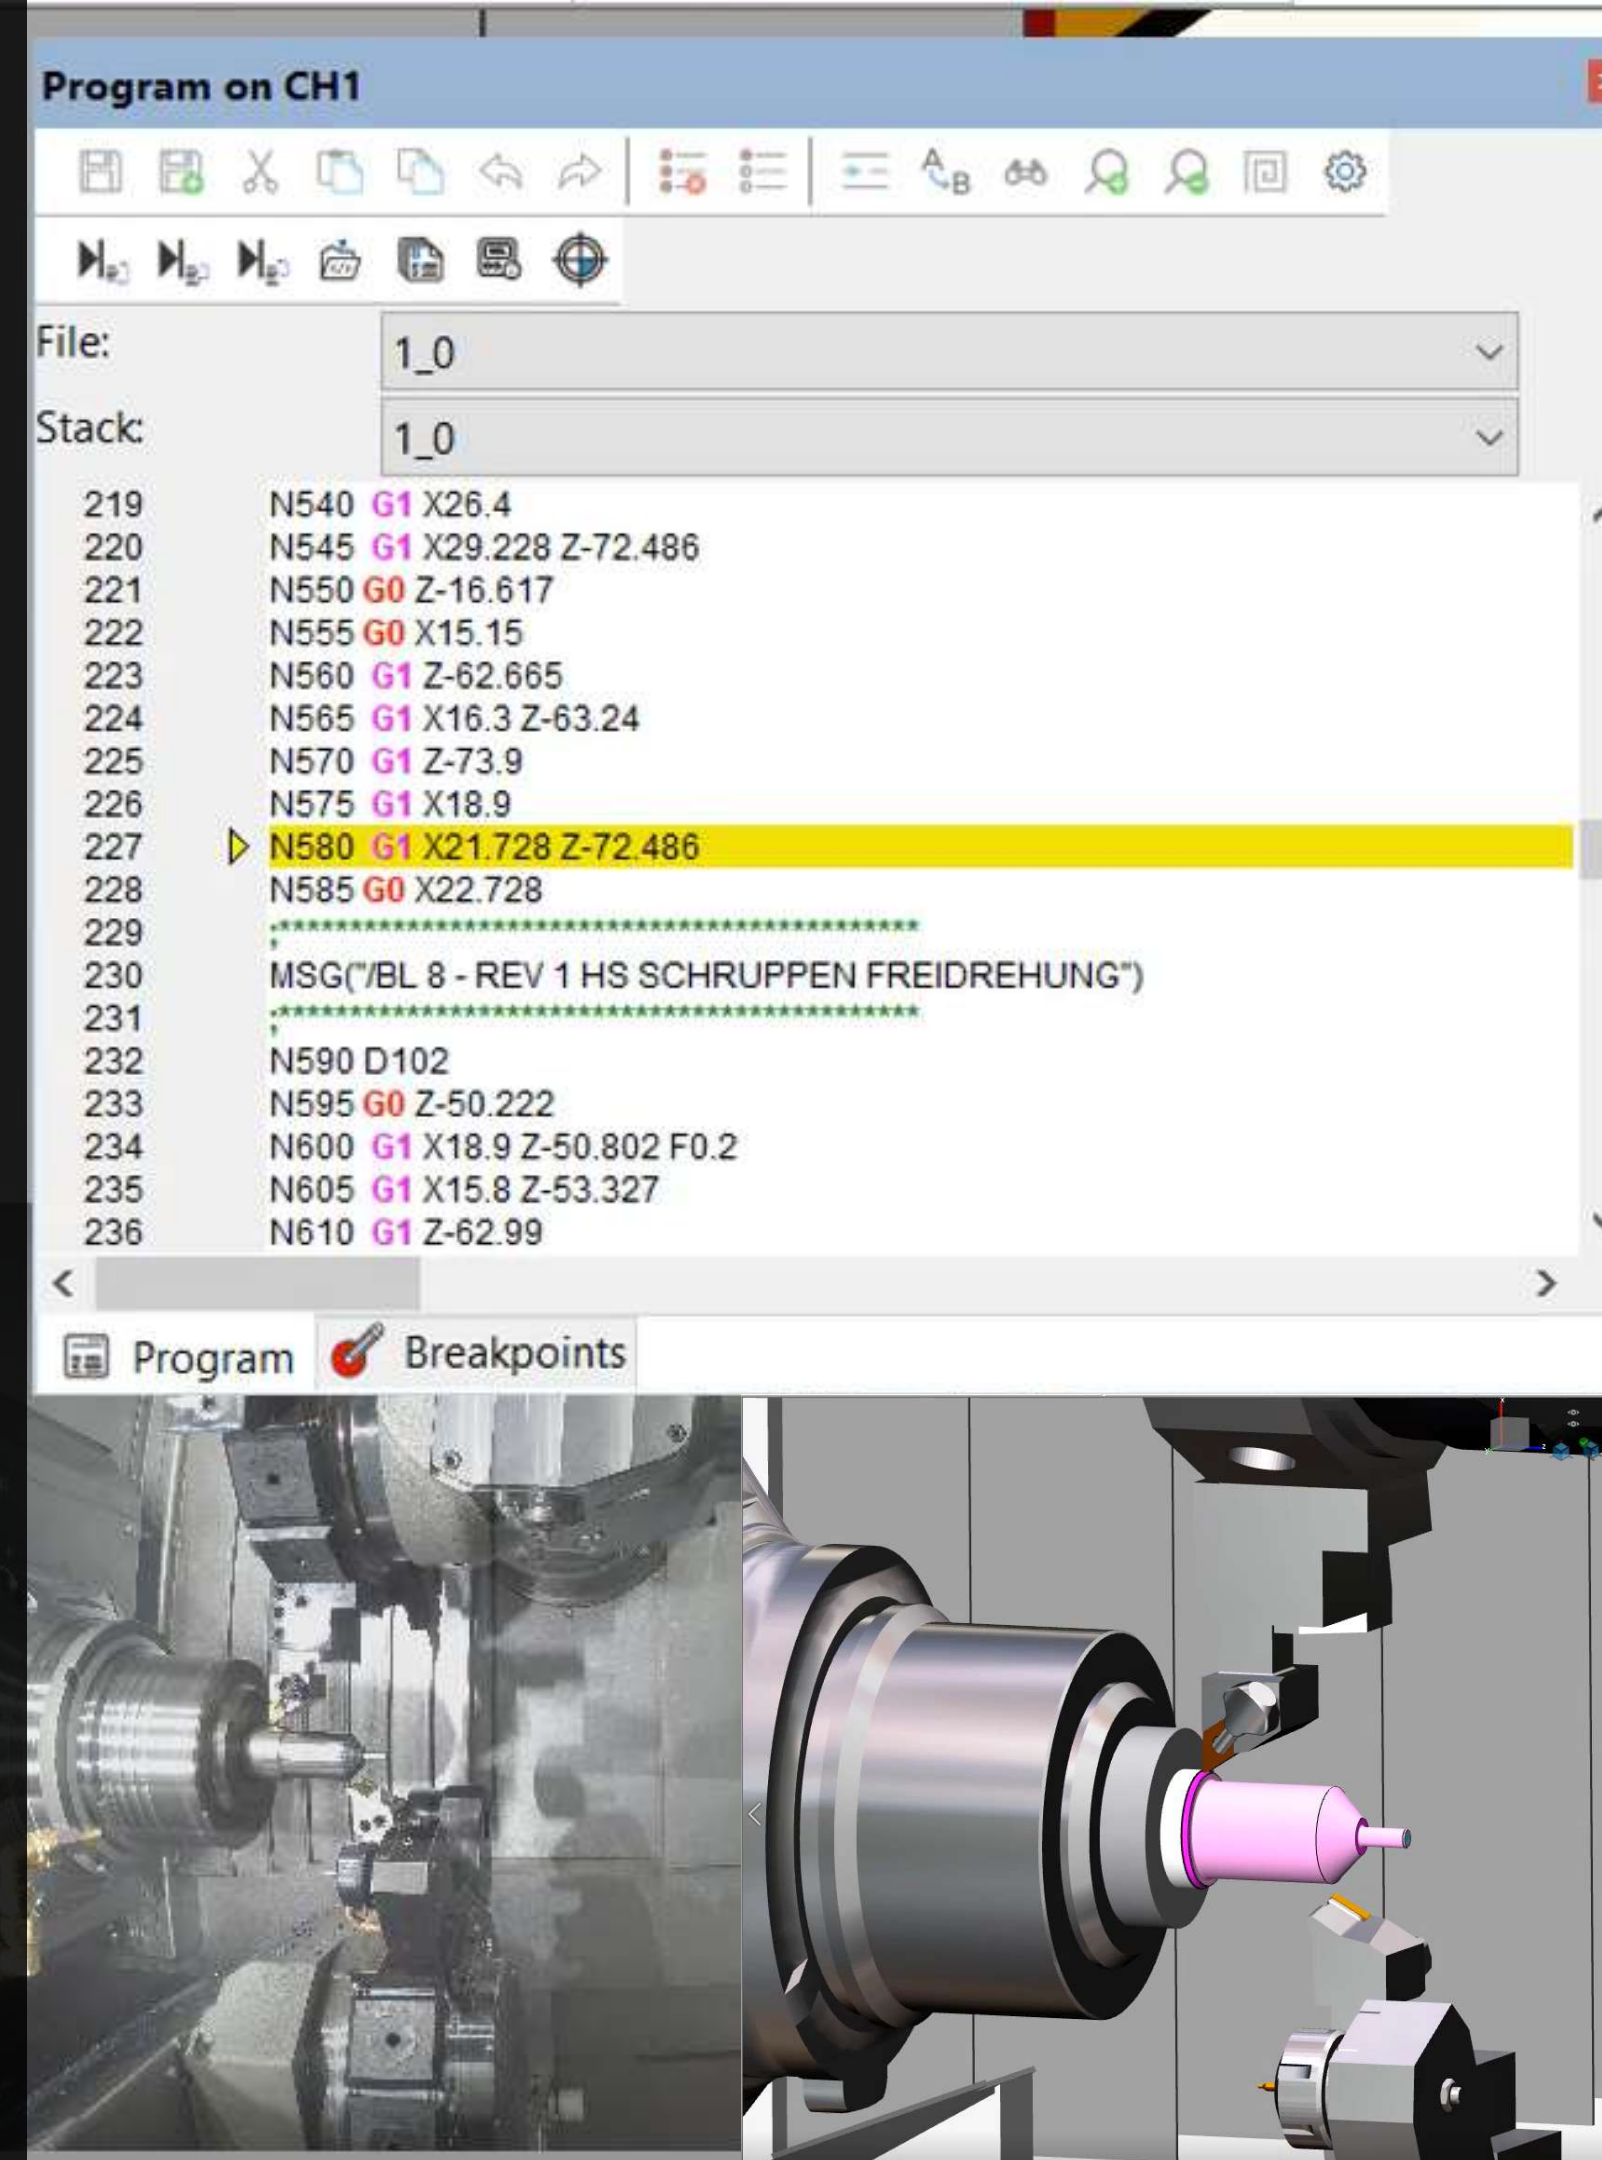 Program on CH1
File:
1_0
Stack:
1_0
219 N540 G1 X26.4
220 N545 G1 X29.228 Z-72.486
221 N550 G0 Z-16.617
222 N555 G0 X15.15
223 N560 G1 Z-62.665
224 N565 G1 X16.3 Z-63.24
225 N570 G1 Z-73.9
226 N575 G1 X18.9
227 N580 G1 X21.728 Z-72.486
228 N585 G0 X22.728
229 ;*********************************************
230 MSG("/BL 8 - REV 1 HS SCHRUPPEN FREIDREHUNG")
231 ;*********************************************
232 N590 D102
233 N595 G0 Z-50.222
234 N600 G1 X18.9 Z-50.802 F0.2
235 N605 G1 X15.8 Z-53.327
236 N610 G1 Z-62.99
Program
Breakpoints